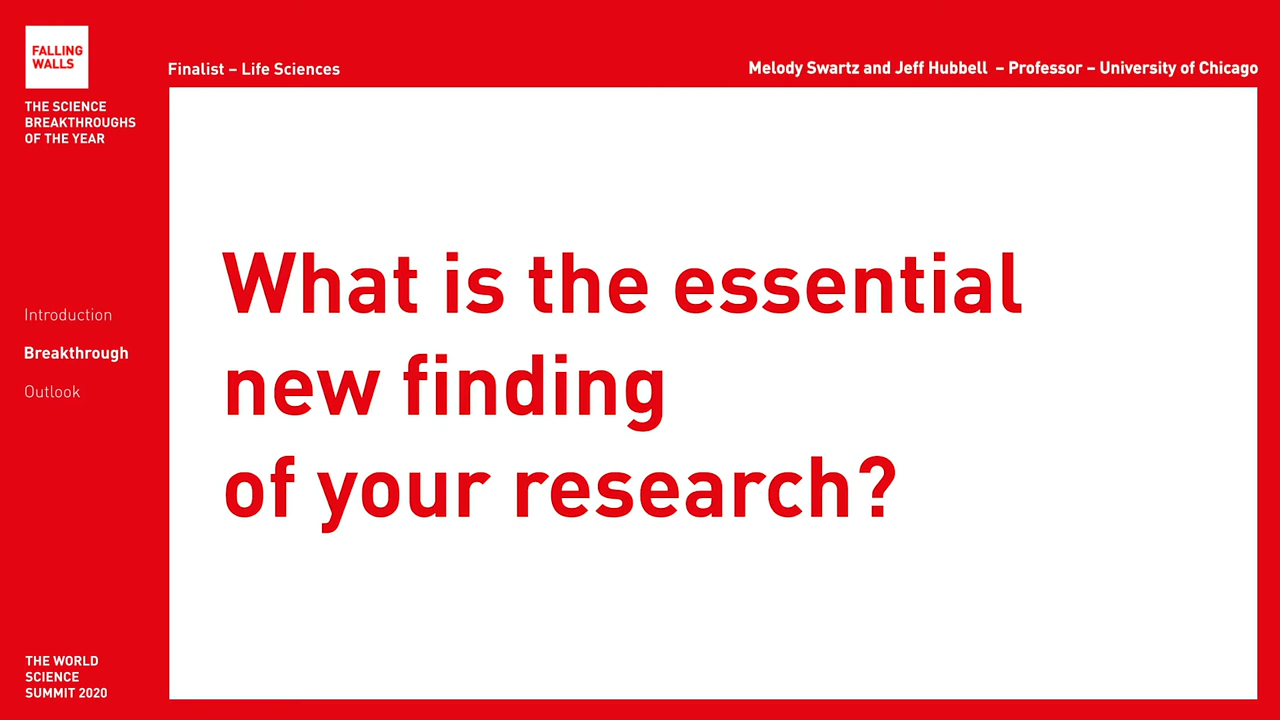 FALLING
WALLS
THE SCIENCE
BREAKTHROUGHS
OF THE YEAR
Finalist – Life Sciences
Melody Swartz and Jeff Hubbell – Professor – University of Chicago
Introduction
Breakthrough
Outlook
What is the essential
new finding
of your research?
THE WORLD
SCIENCE
SUMMIT 2020